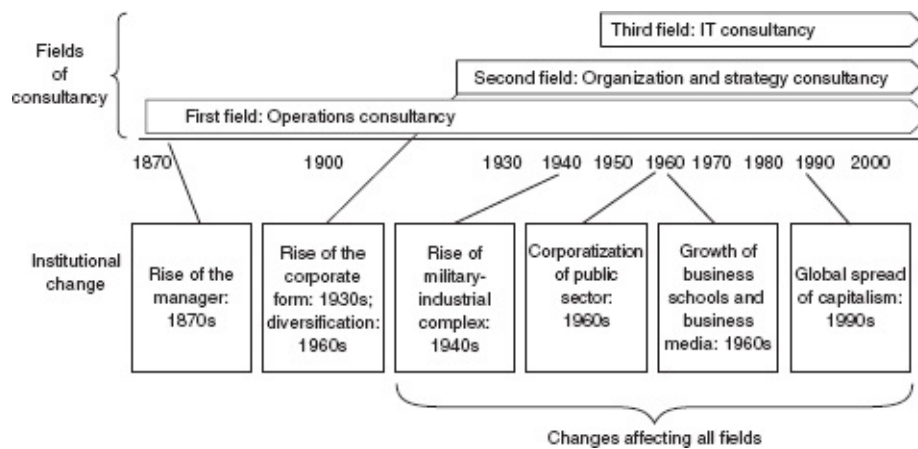 Fields
of
consultancy
Third field: IT consultancy
Second field: Organization and strategy consultancy
First field: Operations consultancy
1870 1900 1930 1940 1950 1960 1970 1980 1990 2000
Institutional
change
Rise of the
manager:
1870s
Rise of the
corporate
form: 1930s;
diversification:
1960s
Rise of
military-
industrial
complex:
1940s
Corporatization
of public
sector:
1960s
Growth of
business
schools and
business
media: 1960s
Global spread
of capitalism:
1990s
Changes affecting all fields